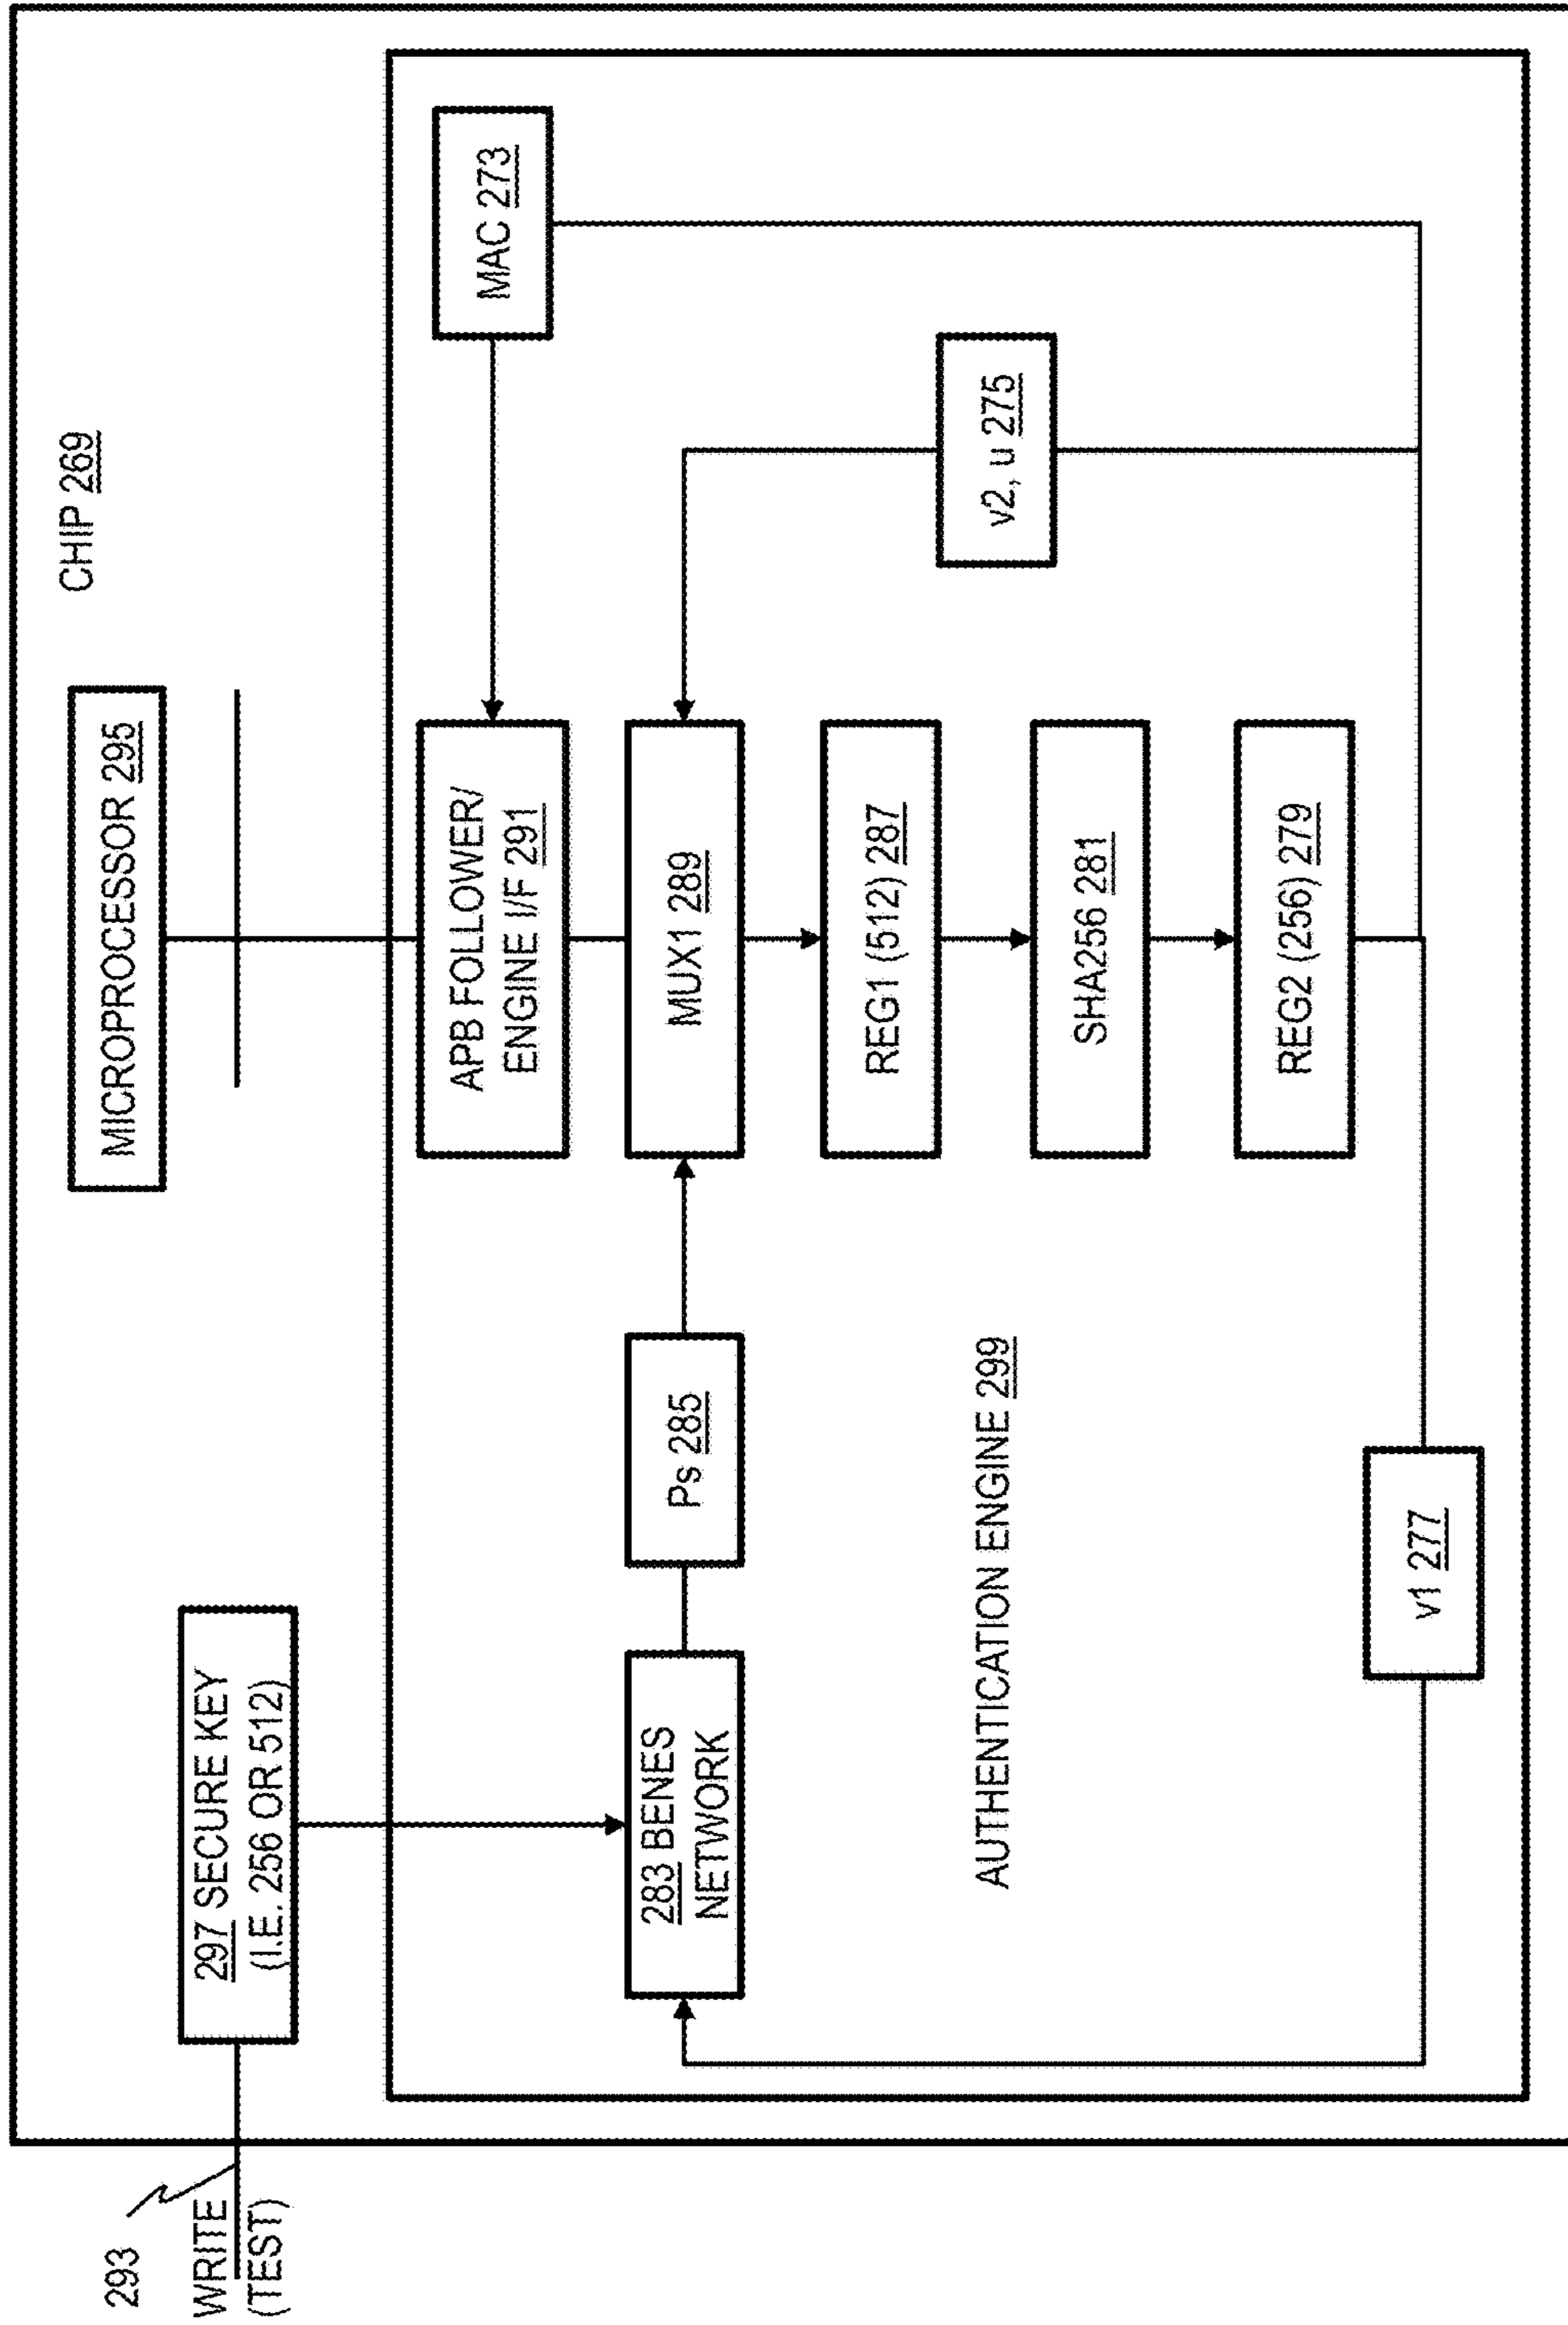 293
WRITE
(TEST)
297 SECURE KEY
(I.E. 256 OR 512)
MICROPROCESSOR 295
CHIP 269
APB FOLLOWER/
ENGINE I/F 291
MAC 273
283 BENES
NETWORK
Ps 285
MUX1 289
REG1 (512) 287
v2, u 275
AUTHENTICATION ENGINE 299
SHA256 281
REG2 (256) 279
v1 277